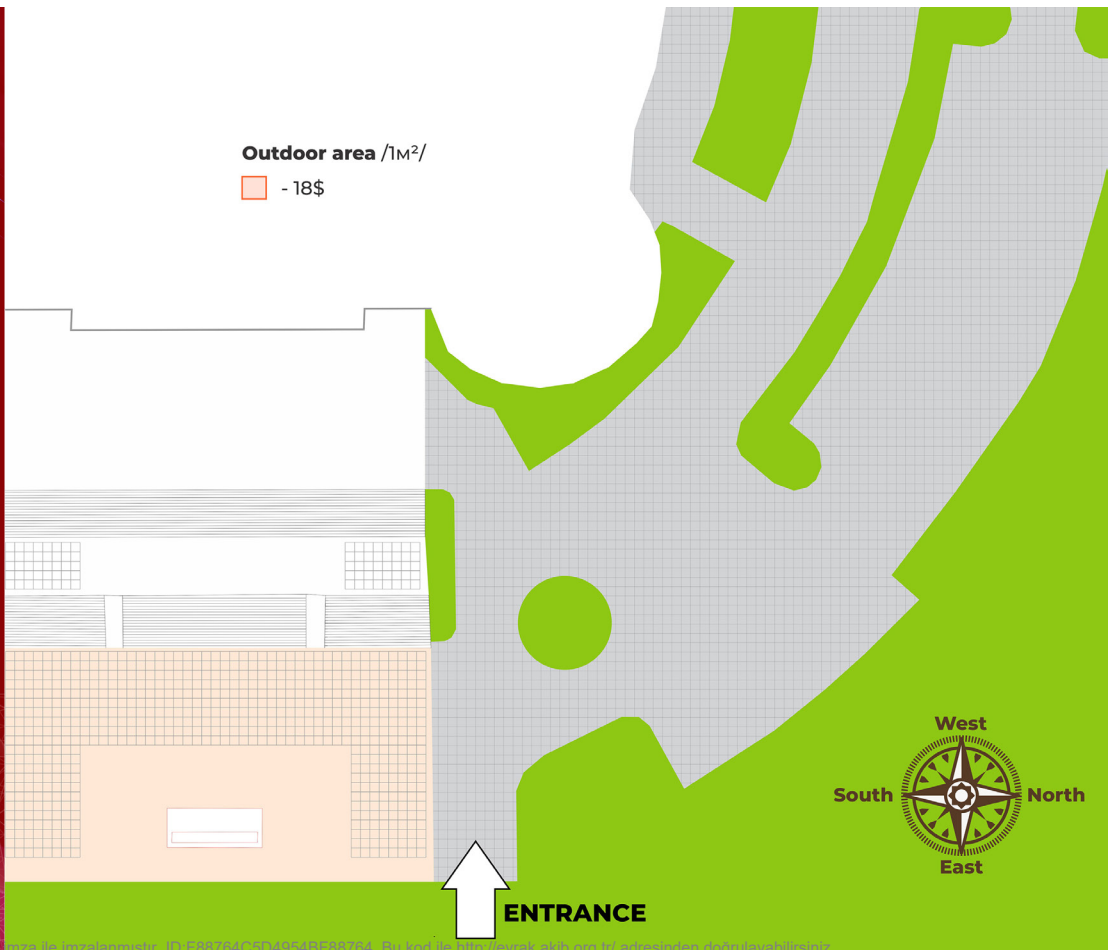 Outdoor area /1м²/
- 18$
West
South
North
East
ENTRANCE
imza ile imzalanmıştır. ID:F88764C5D4954BF88764. Bu kod ile http://evrak.akib.org.tr/ adresinden doğrulayabilirsiniz